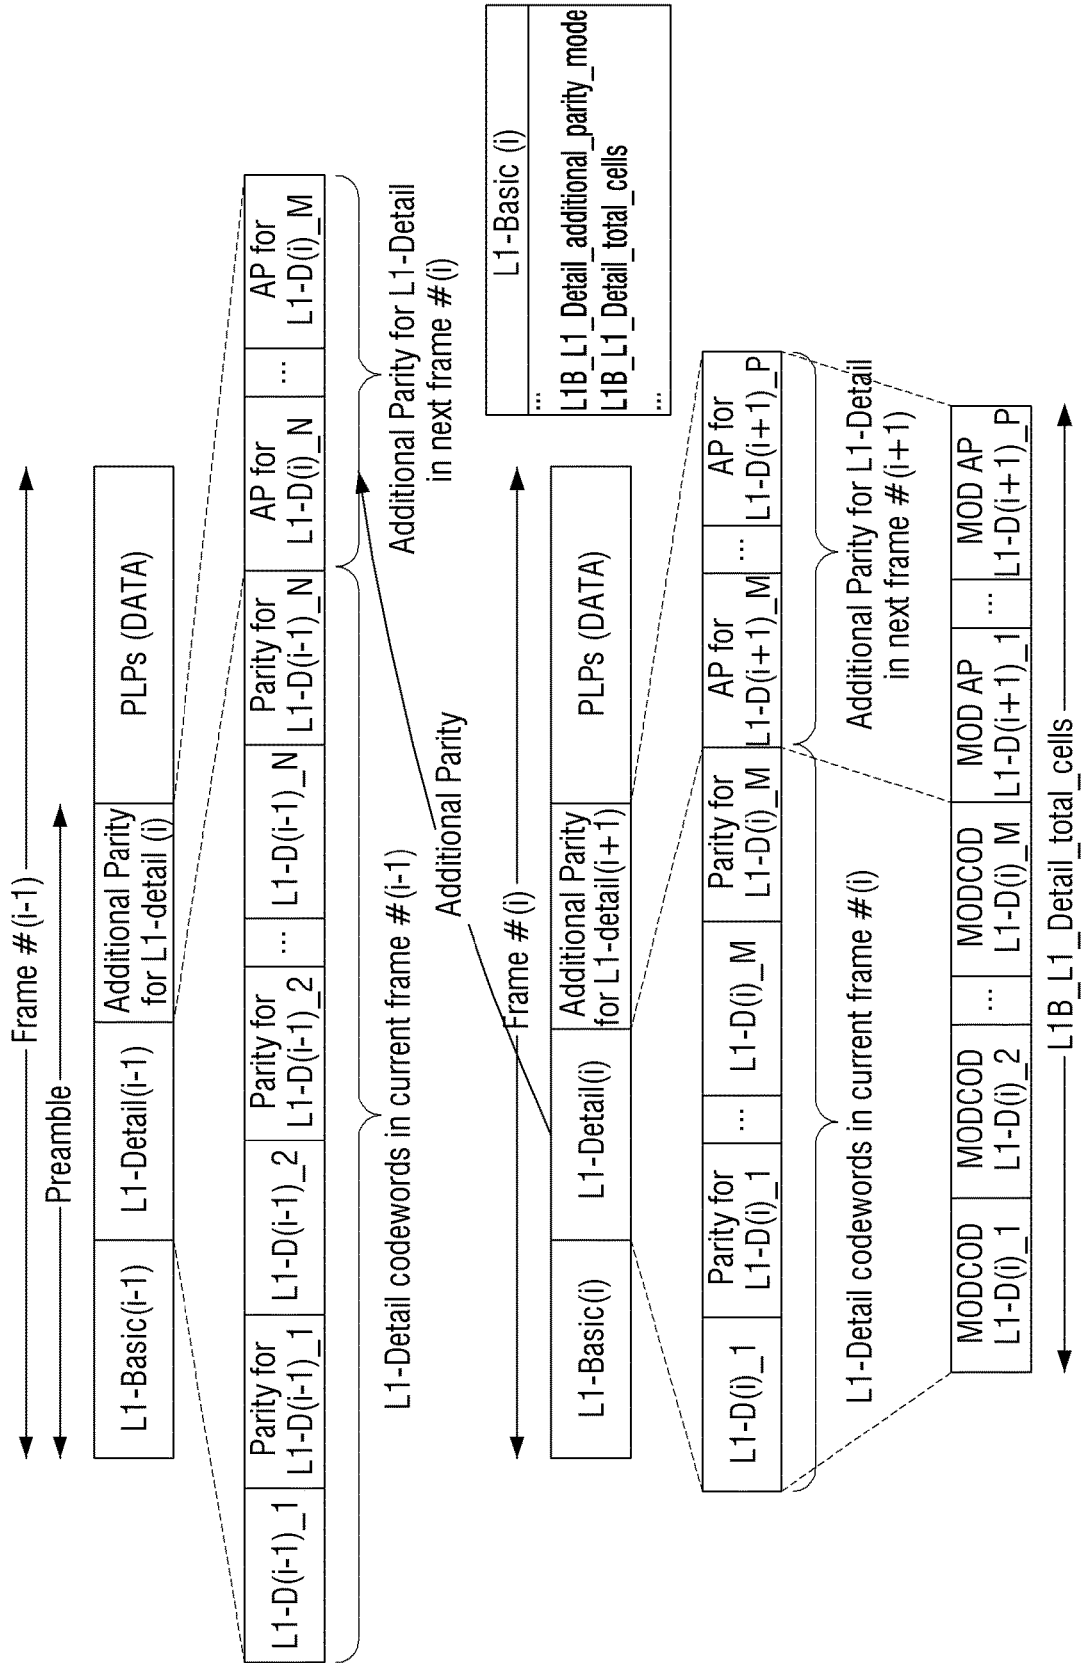 Frame #(i-1)
Preamble
L1-Basic(i-1)
L1-Detail(i-1)
Additional Parity
for L1-detail (i)
PLPs (DATA)
L1-D(i-1)_1
Parity for
L1-D(i-1)_1
L1-D(i-1)_2
Parity for
L1-D(i-1)_2
...
L1-D(i-1)_N
Parity for
L1-D(i-1)_N
AP for
L1-D(i)_N
...
AP for
L1-D(i)_M
L1-Detail codewords in current frame #(i-1)
Additional Parity for L1-Detail
in next frame #(i)
Additional Parity
L1-Basic (i)
...
L1B_L1_Detail_additional_parity_mode
L1B_L1_Detail_total_cells
...
Frame #(i)
L1-Basic(i)
L1-Detail(i)
Additional Parity
for L1-detail(i+1)
PLPs (DATA)
L1-D(i)_1
Parity for
L1-D(i)_1
...
L1-D(i)_M
Parity for
L1-D(i)_M
AP for
L1-D(i+1)_M
...
AP for
L1-D(i+1)_P
L1-Detail codewords in current frame #(i)
Additional Parity for L1-Detail
in next frame #(i+1)
MODCOD
L1-D(i)_1
MODCOD
L1-D(i)_2
...
MODCOD
L1-D(i)_M
MOD AP
L1-D(i+1)_1
...
MOD AP
L1-D(i+1)_P
L1B_L1_Detail_total_cells